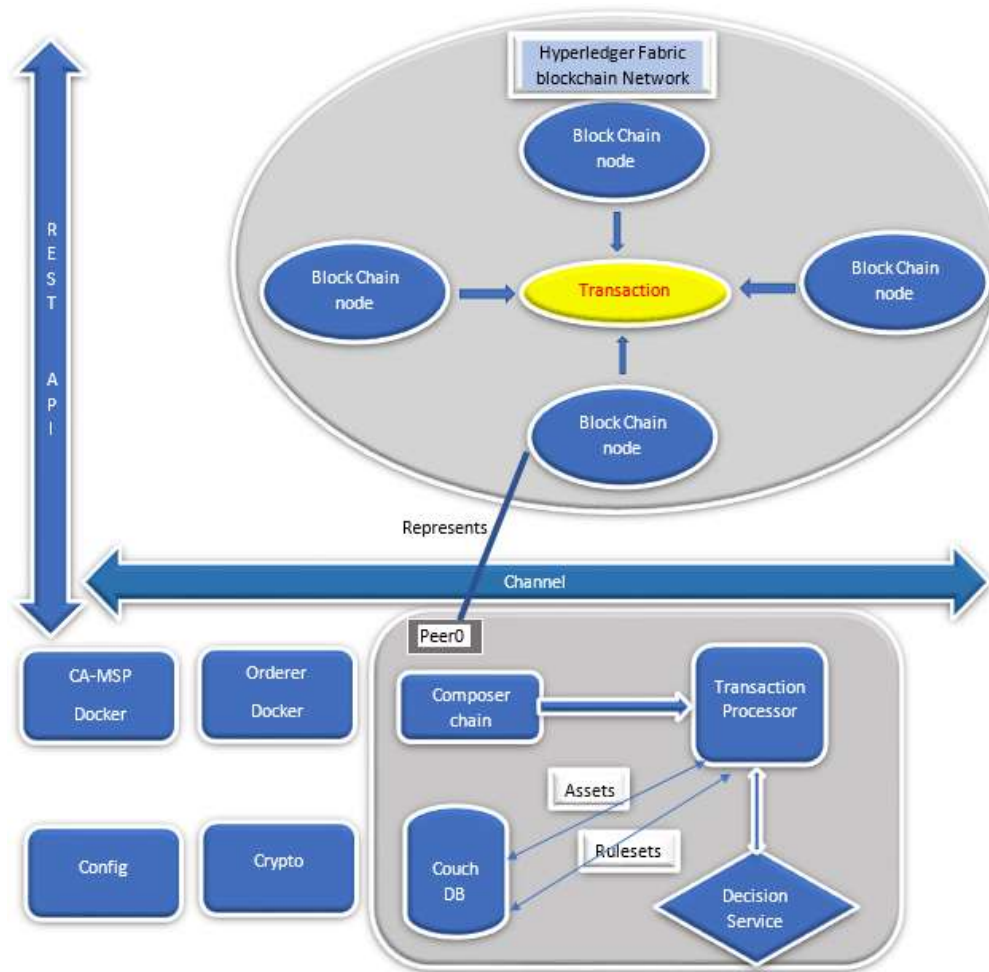 Hyperledger Fabric
blockchain Network
Block Chain
node
R
E
S
T
A
P
I
Block Chain
node
Transaction
Block Chain
node
Block Chain
node
Represents
Channel
Peer0
CA-MSP
Docker
Orderer
Docker
Composer
chain
Transaction
Processor
Assets
Rulesets
Config
Crypto
Couch
DB
Decision
Service